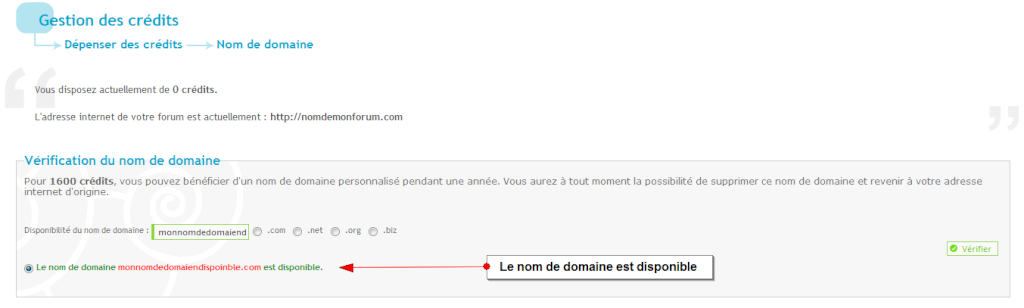 Gestion des crédits
Dépenser des crédits Nom de domaine
Vous disposez actuellement de 0 crédits.
L'adresse internet de votre forum est actuellement : http://nomdemonforum.com
Vérification du nom de domaine
Pour 1600 crédits, vous pouvez bénéficier d'un nom de domaine personnalisé pendant une année. Vous aurez à tout moment la possibilité de supprimer ce nom de domaine et revenir à votre adresse
internet d'origine.
Disponibilité du nom de domaine : monnomdedomaiend .com .net .org .biz
Vérifier
Le nom de domaine monnomdedomaiendispoinble.com est disponible. Le nom de domaine est disponible